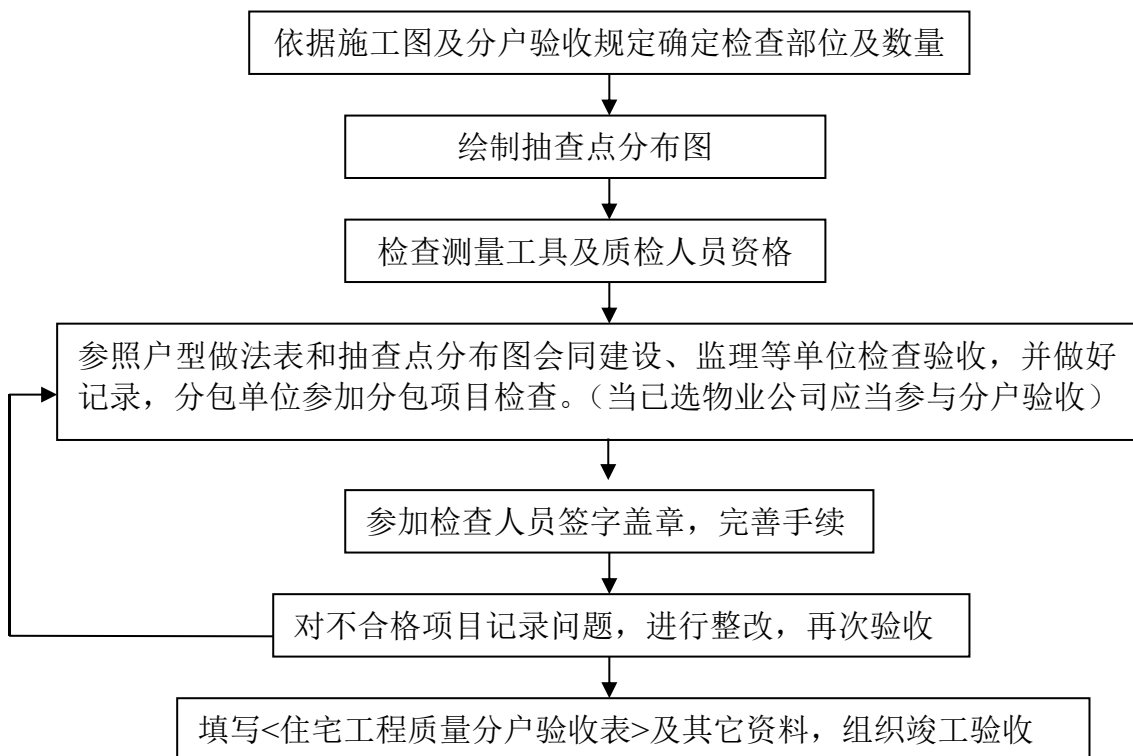 依据施工图及分户验收规定确定检查部位及数量
绘制抽查点分布图
检查测量工具及质检人员资格
参照户型做法表和抽查点分布图会同建设、监理等单位检查验收，并做好
记录，分包单位参加分包项目检查。（当已选物业公司应当参与分户验收）
参加检查人员签字盖章，完善手续
对不合格项目记录问题，进行整改，再次验收
填写<住宅工程质量分户验收表>及其它资料，组织竣工验收